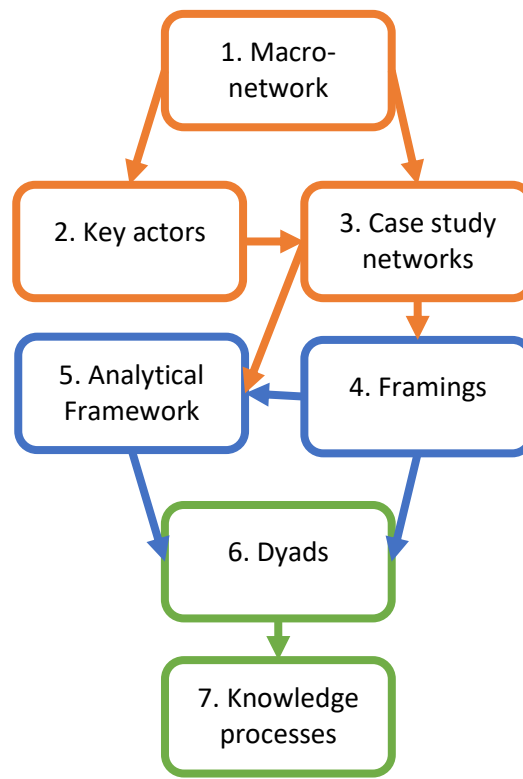 1. Macro-
network
2. Key actors
3. Case study
networks
5. Analytical
Framework
4. Framings
6. Dyads
7. Knowledge
processes